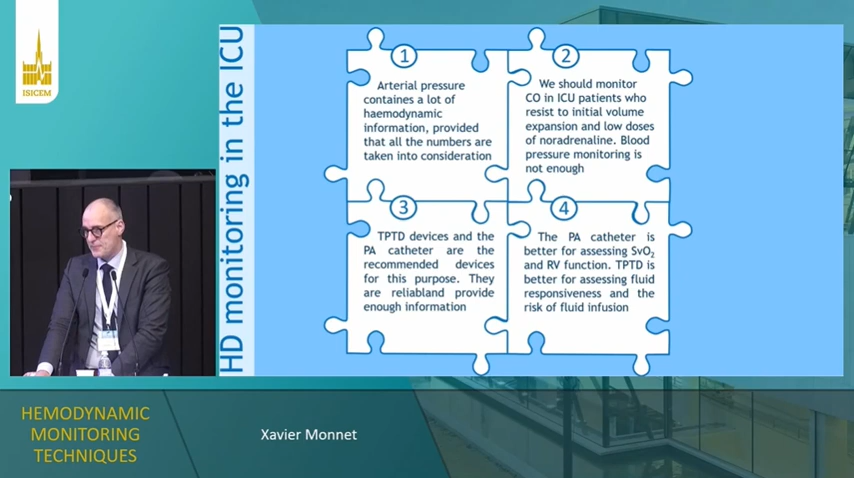 ISICEM
HD monitoring in the ICU
1
Arterial pressure
containes a lot of
haemodynamic
information, provided
that all the numbers are
taken into consideration
2
We should monitor
CO in ICU patients who
resist to initial volume
expansion and low doses
of noradrenaline. Blood
pressure monitoring is
not enough
3
TPTD devices and the
PA catheter are the
recommended devices
for this purpose. They
are reliabland provide
enough information
4
The PA catheter is
better for assessing SvO₂
and RV function. TPTD is
better for assessing fluid
responsiveness and the
risk of fluid infusion
HEMODYNAMIC
MONITORING
TECHNIQUES
Xavier Monnet